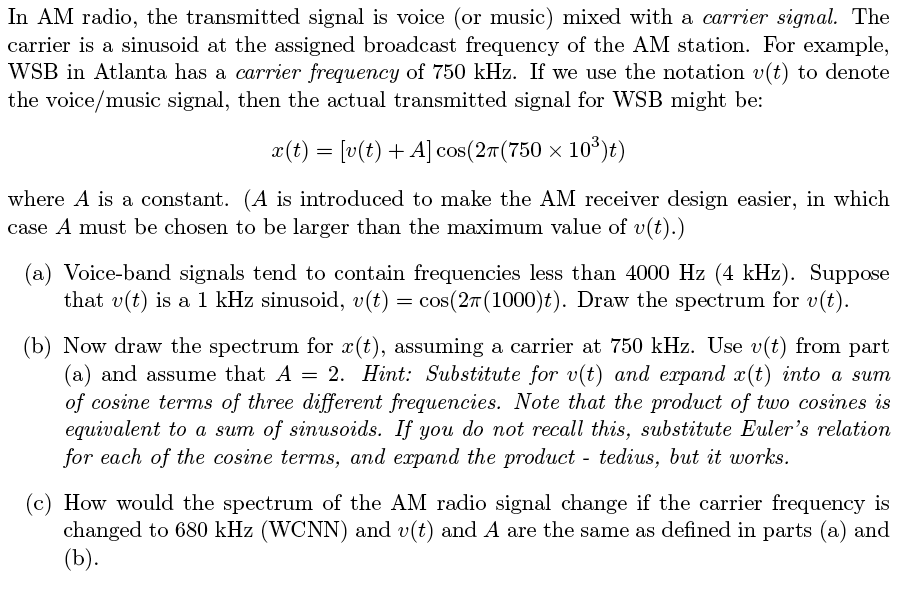 In AM radio, the transmitted signal is voice (or music) mixed with a carrier signal. The
carrier is a sinusoid at the assigned broadcast frequency of the AM station. For example,
WSB in Atlanta has a carrier frequency of 750 kHz. If we use the notation v(t) to denote
the voice/music signal, then the actual transmitted signal for WSB might be:
x(t) = [v(t) + A] cos(2π(750 × 10³)t)
where A is a constant. (A is introduced to make the AM receiver design easier, in which
case A must be chosen to be larger than the maximum value of v(t).)
(a) Voice-band signals tend to contain frequencies less than 4000 Hz (4 kHz). Suppose
that v(t) is a 1 kHz sinusoid, v(t) = cos(2π(1000)t). Draw the spectrum for v(t).
(b) Now draw the spectrum for x(t), assuming a carrier at 750 kHz. Use v(t) from part
(a) and assume that A = 2. Hint: Substitute for v(t) and expand x(t) into a sum
of cosine terms of three different frequencies. Note that the product of two cosines is
equivalent to a sum of sinusoids. If you do not recall this, substitute Euler's relation
for each of the cosine terms, and expand the product - tedius, but it works.
(c) How would the spectrum of the AM radio signal change if the carrier frequency is
changed to 680 kHz (WCNN) and v(t) and A are the same as defined in parts (a) and
(b).